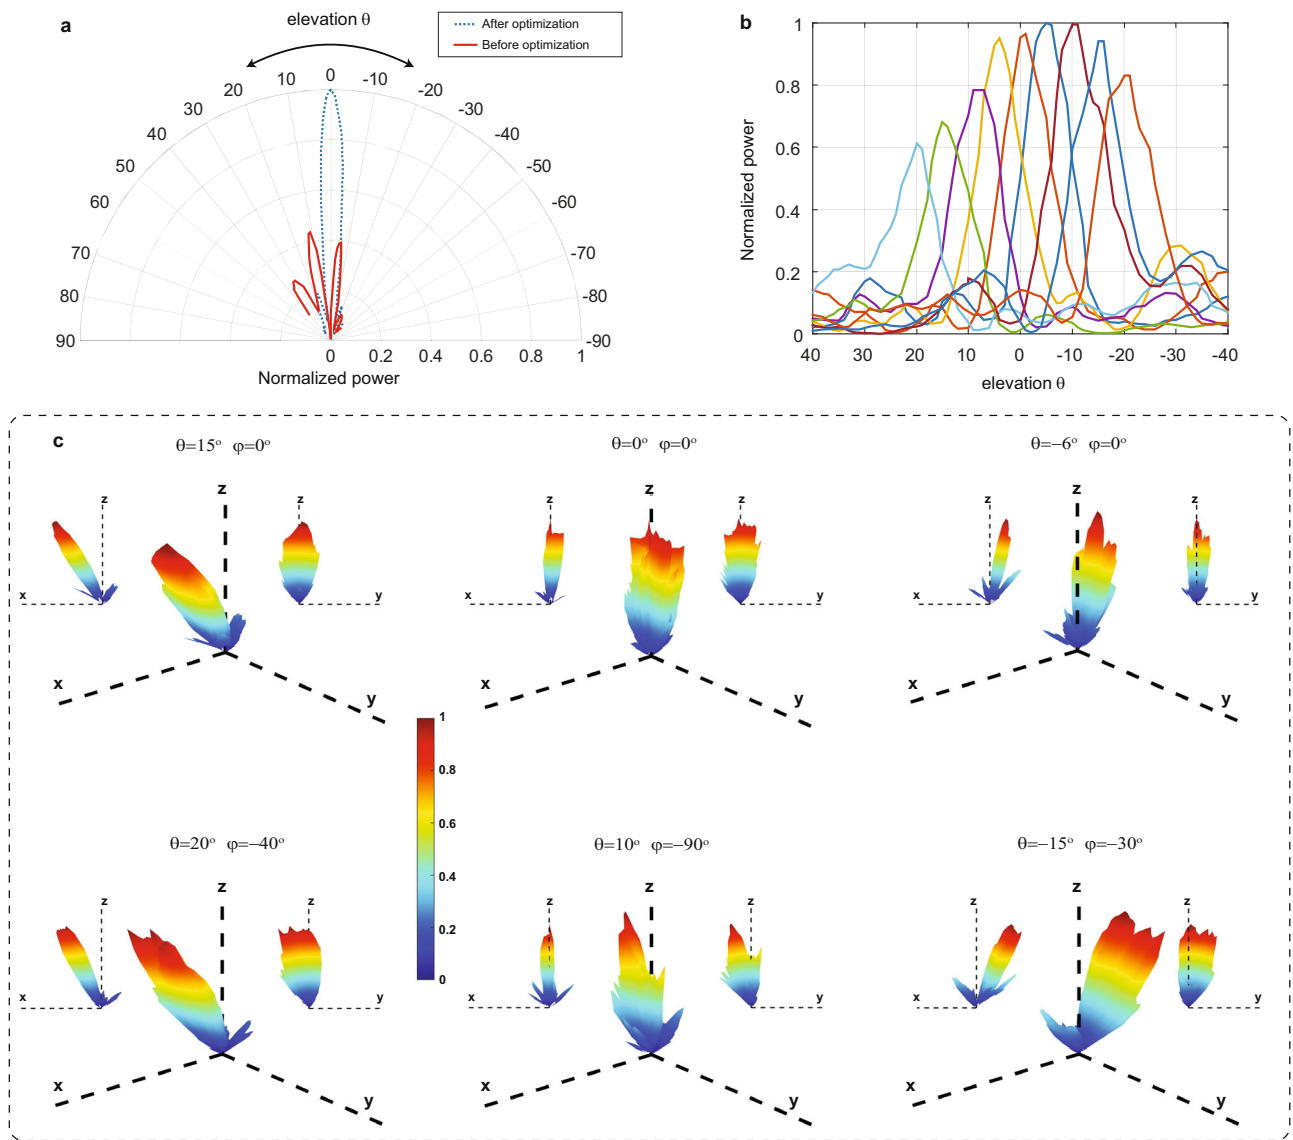 a
elevation θ
After optimization
Before optimization
90 80 70 60 50 40 30 20 10 0 -10 -20 -30 -40 -50 -60 -70 -80 -90
0 0.2 0.4 0.6 0.8 1
Normalized power
b
1
0.8
0.6
0.4
0.2
0
Normalized power
40 30 20 10 0 -10 -20 -30 -40
elevation θ
c
θ=15° φ=0°
θ=0° φ=0°
θ=−6° φ=0°
z z z
x y
x y
z z z
x y
x y
z z z
x y
x y
1
0.8
0.6
0.4
0.2
0
θ=20° φ=−40°
θ=10° φ=−90°
θ=−15° φ=−30°
z z z
x y
x y
z z z
x y
x y
z z z
x y
x y